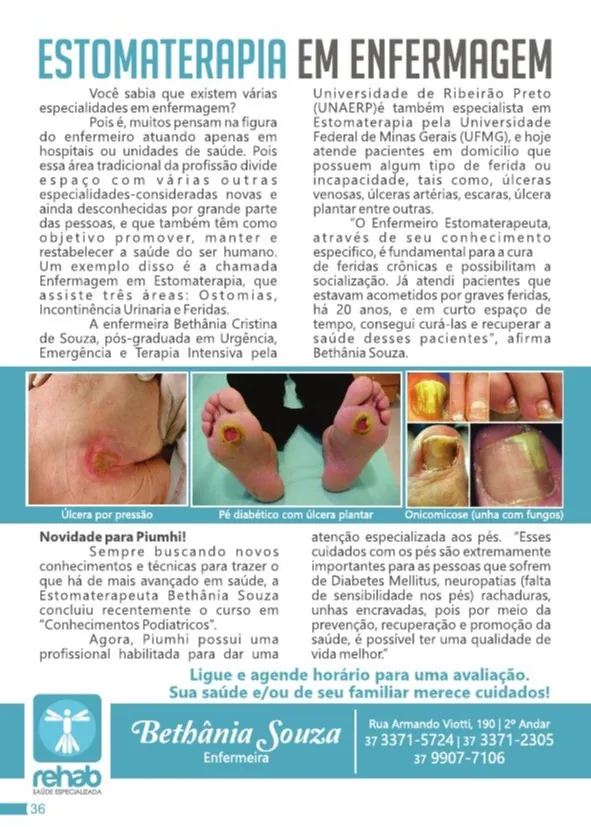 ESTOMATERAPIA EM ENFERMAGEM
Você sabia que existem várias
especialidades em enfermagem?
Pois é, muitos pensam na figura
do enfermeiro atuando apenas em
hospitais ou unidades de saúde. Pois
essa área tradicional da profissão divide
espaço com várias outras
especialidades-consideradas novas e
ainda desconhecidas por grande parte
das pessoas, e que também têm como
objetivo promover, manter e
restabelecer a saúde do ser humano.
Um exemplo disso é a chamada
Enfermagem em Estomaterapia, que
assiste três áreas: Ostomias,
Incontinência Urinaria e Feridas.
A enfermeira Bethânia Cristina
de Souza, pós-graduada em Urgência,
Emergência e Terapia Intensiva pela
Universidade de Ribeirão Preto
(UNAERP)é também especialista em
Estomaterapia pela Universidade
Federal de Minas Gerais (UFMG), e hoje
atende pacientes em domicilio que
possuem algum tipo de ferida ou
incapacidade, tais como, úlceras
venosas, úlceras artérias, escaras, úlcera
plantar entre outras.
"O Enfermeiro Estomaterapeuta,
através de seu conhecimento
especifico, é fundamental para a cura
de feridas crônicas e possibilitam a
socialização. Já atendi pacientes que
estavam acometidos por graves feridas,
há 20 anos, e em curto espaço de
tempo, consegui curá-las e recuperar a
saúde desses pacientes", afirma
Bethânia Souza.
Úlcera por pressão
Pé diabético com úlcera plantar
Onicomicose (unha com fungos)
Novidade para Piumhi!
Sempre buscando novos
conhecimentos e técnicas para trazer o
que há de mais avançado em saúde, a
Estomaterapeuta Bethânia Souza
concluiu recentemente o curso em
"Conhecimentos Podiatricos".
Agora, Piumhi possui uma
profissional habilitada para dar uma
atenção especializada aos pés. "Esses
cuidados com os pés são extremamente
importantes para as pessoas que sofrem
de Diabetes Mellitus, neuropatias (falta
de sensibilidade nos pés) rachaduras,
unhas encravadas, pois por meio da
prevenção, recuperação e promoção da
saúde, é possível ter uma qualidade de
vida melhor."
Ligue e agende horário para uma avaliação.
Sua saúde e/ou de seu familiar merece cuidados!
rehab
SAÚDE ESPECIALIZADA
Bethânia Souza
Enfermeira
Rua Armando Viotti, 190 | 2º Andar
37 3371-5724 | 37 3371-2305
37 9907-7106
36